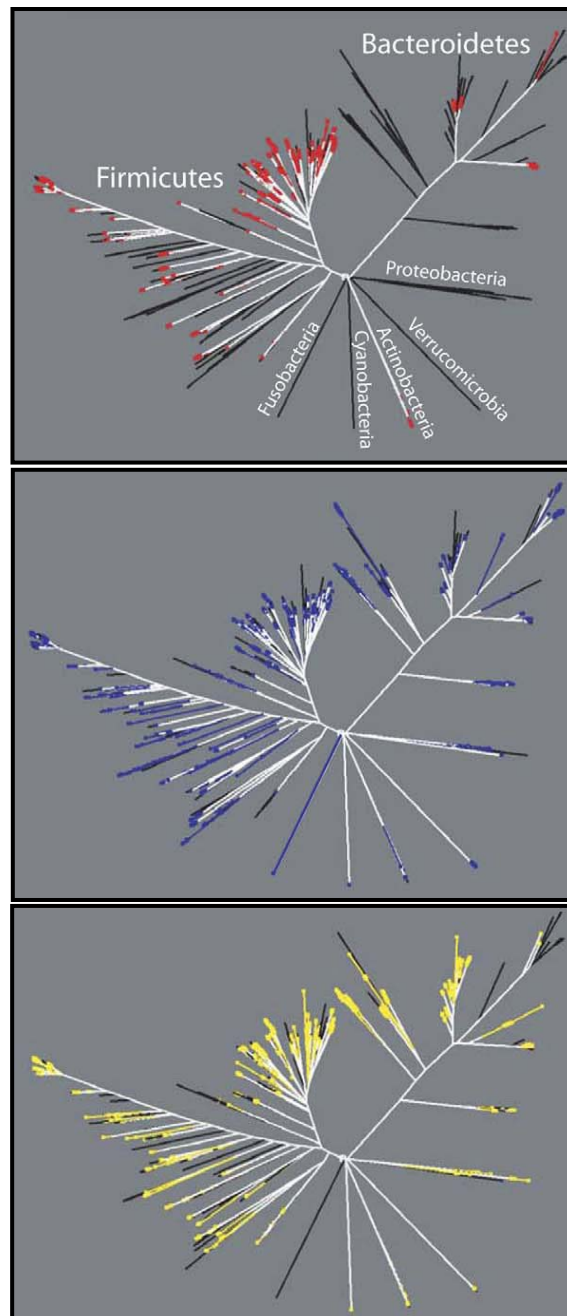 Bacteroidetes
Firmicutes
Proteobacteria
Fusobacteria
Cyanobacteria
Actinobacteria
Verrucomicrobia